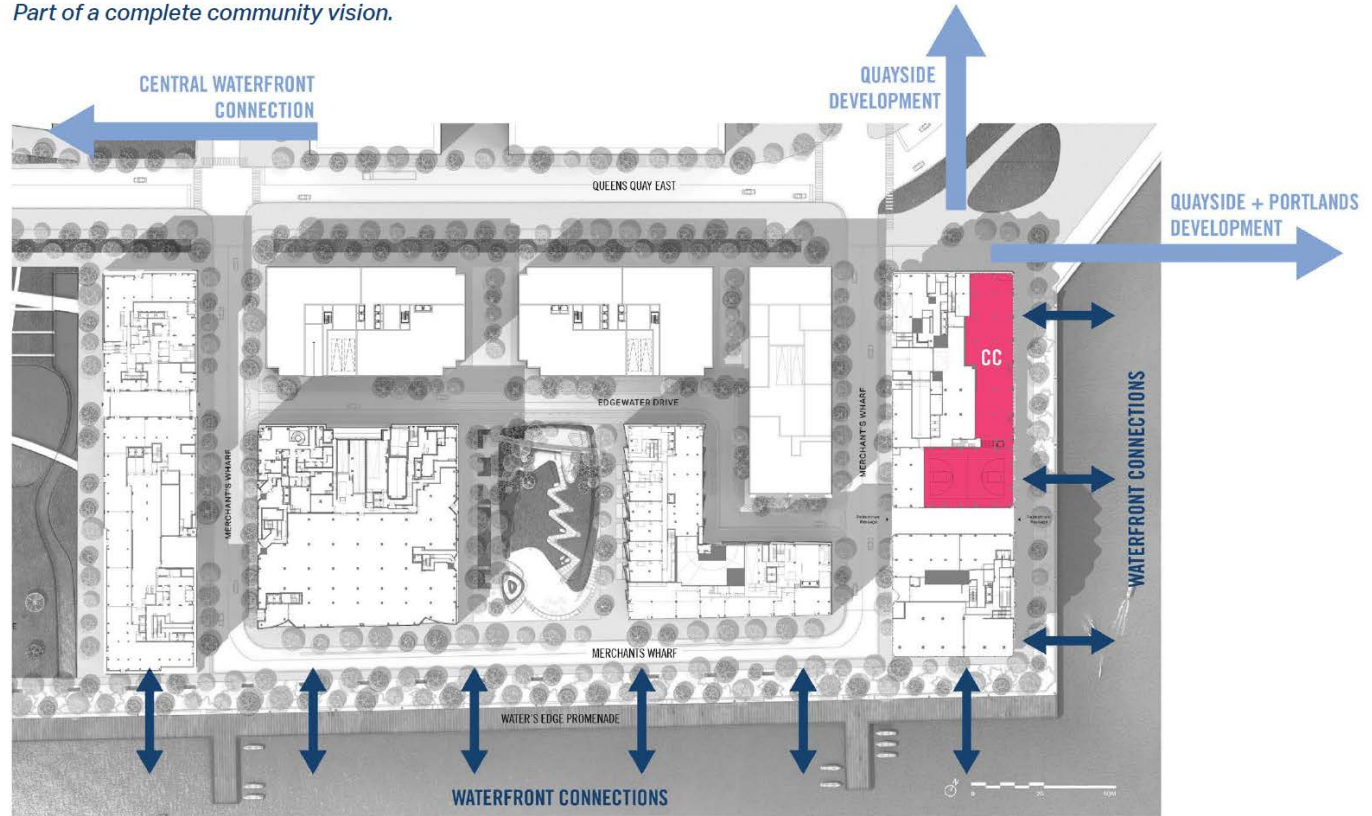 Part of a complete community vision.
CENTRAL WATERFRONT
CONNECTION
QUAYSIDE
DEVELOPMENT
QUEENS QUAY EAST
QUAYSIDE + PORTLANDS
DEVELOPMENT
CC
EDGEWATER DRIVE
MERCHANT'S WHARF
MERCHANT'S WHARF
WATERFRONT CONNECTIONS
MERCHANTS WHARF
WATER'S EDGE PROMENADE
WATERFRONT CONNECTIONS